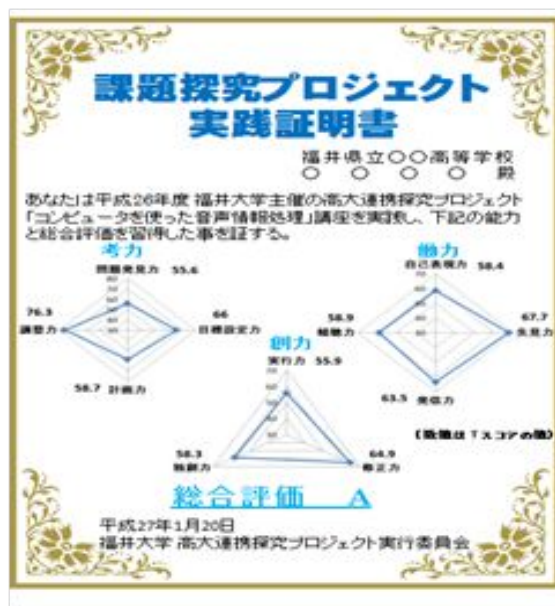 課題探究プロジェクト
実践証明書
福井県立〇〇高等学校
〇 〇 〇 〇 殿
あなたは平成26年度 福井大学主催の高大連携探究プロジェクト
「コンピュータを使った音声情報処理」講座を実践し、下記の能力
と総合評価を習得した事を証する。
考力
問題発見力 55.6
76.3
調整力
66
目標設定力
58.7 計画力
働力
自己表現力 58.4
58.9
傾聴力
67.7
63.5 発信力
創力
実行力 55.9
58.3
独創力
64.9
修正力
(数値はTスコアの値)
総合評価 A
平成27年1月20日
福井大学 高大連携探究プロジェクト実行委員会